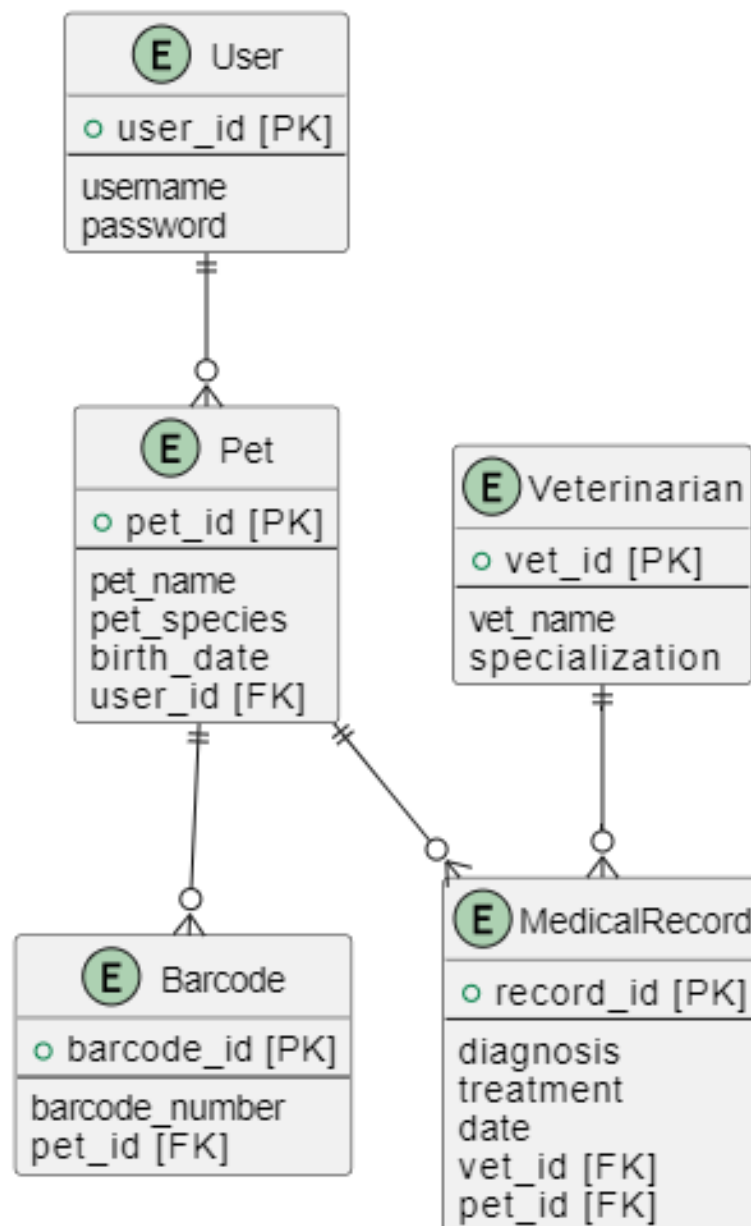 E User
user_id [PK]
username
password
E Pet
pet_id [PK]
pet_name
pet_species
birth_date
user_id [FK]
E Veterinarian
vet_id [PK]
vet_name
specialization
E Barcode
barcode_id [PK]
barcode_number
pet_id [FK]
E MedicalRecord
record_id [PK]
diagnosis
treatment
date
vet_id [FK]
pet_id [FK]